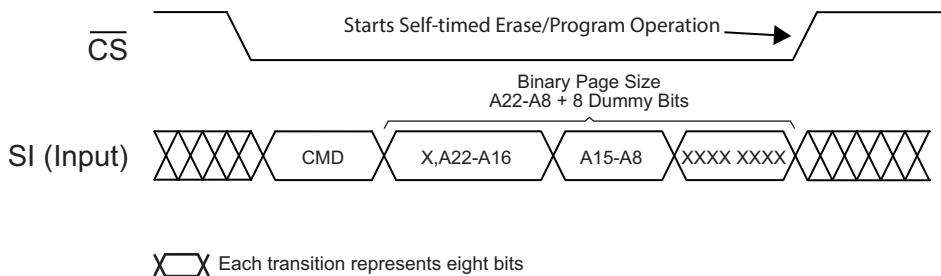 Starts Self-timed Erase/Program Operation
CS
Binary Page Size
A22-A8 + 8 Dummy Bits
SI (Input)
CMD
X,A22-A16
A15-A8
XXXX XXXX
Each transition represents eight bits